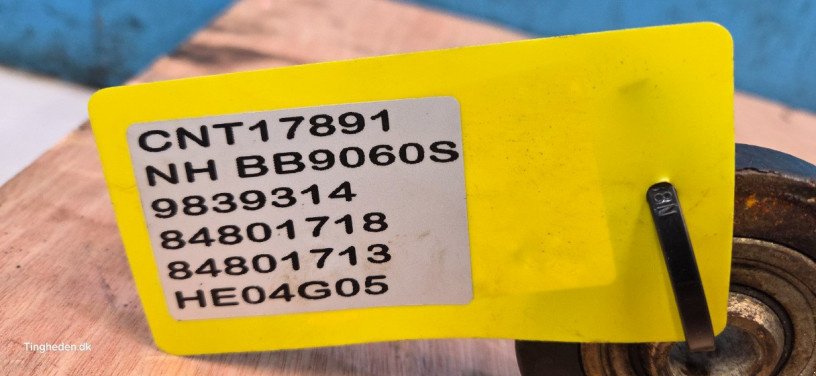 CNT17891
NH BB9060S
9839314
84801718
84801713
HE04G05
Tingheden.dk